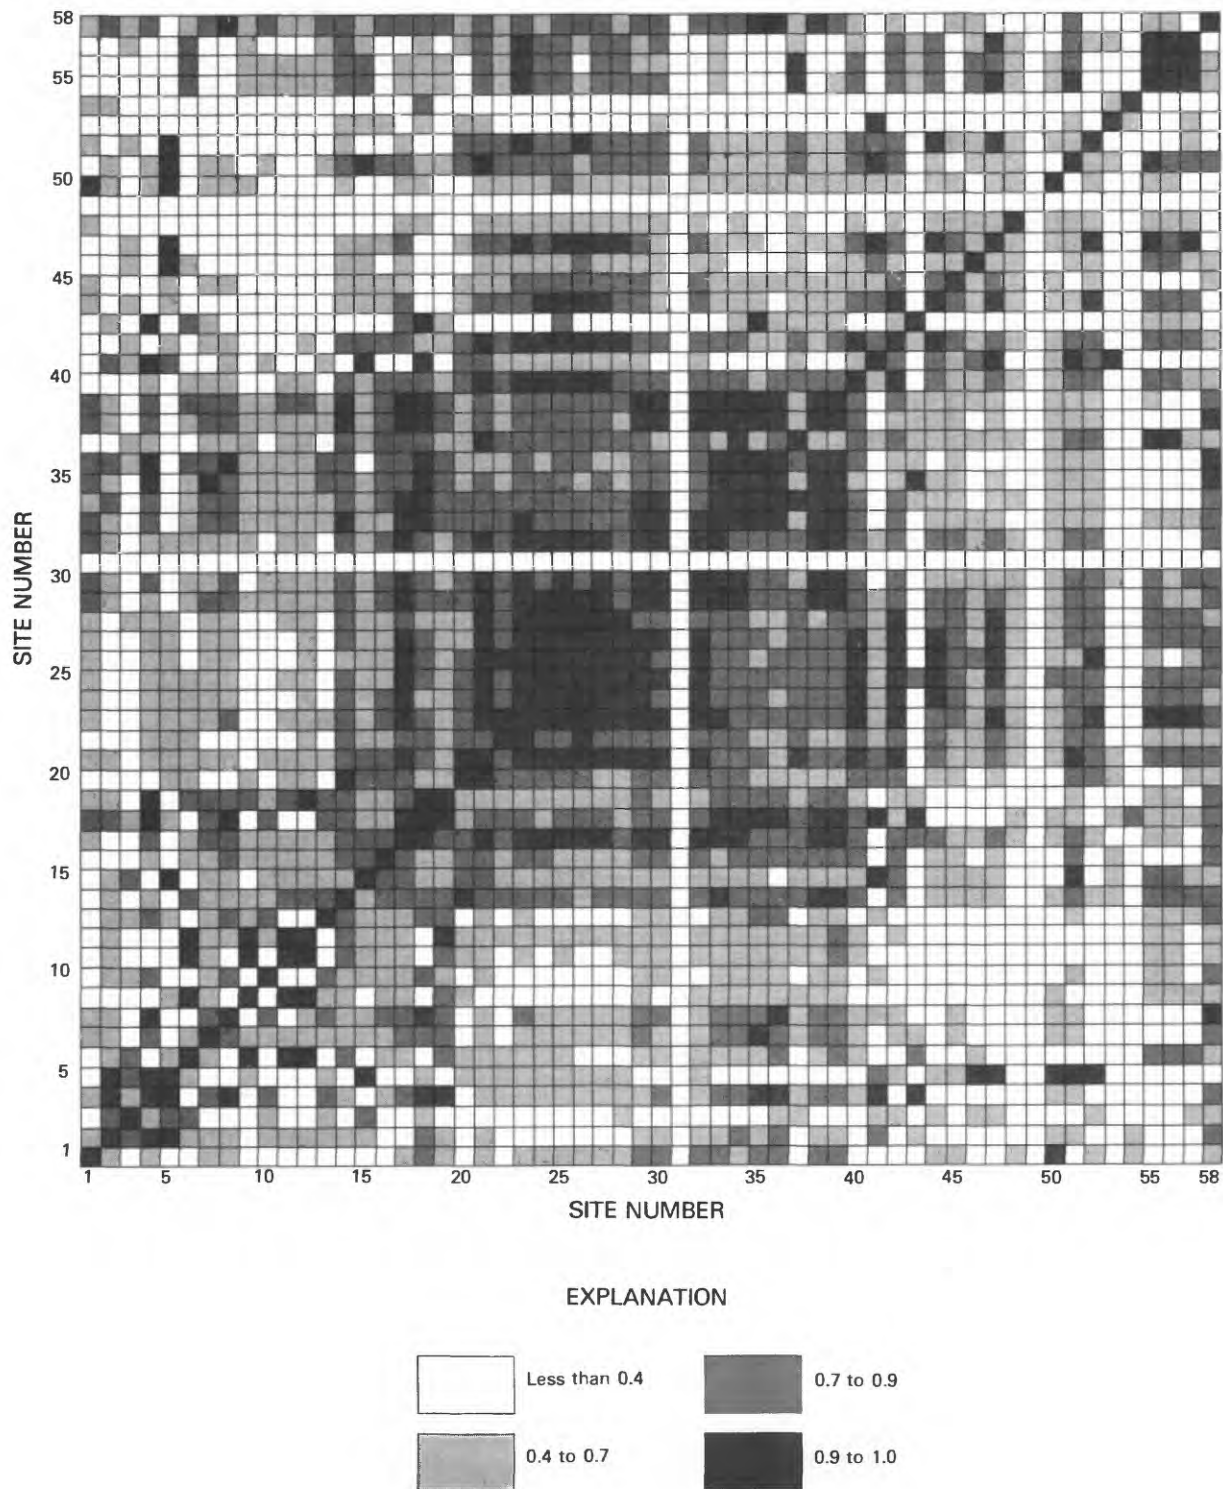 58
55
50
45
40
35
30
25
20
15
10
5
1
SITE NUMBER
1 5 10 15 20 25 30 35 40 45 50 55 58
SITE NUMBER
EXPLANATION
Less than 0.4
0.7 to 0.9
0.4 to 0.7
0.9 to 1.0